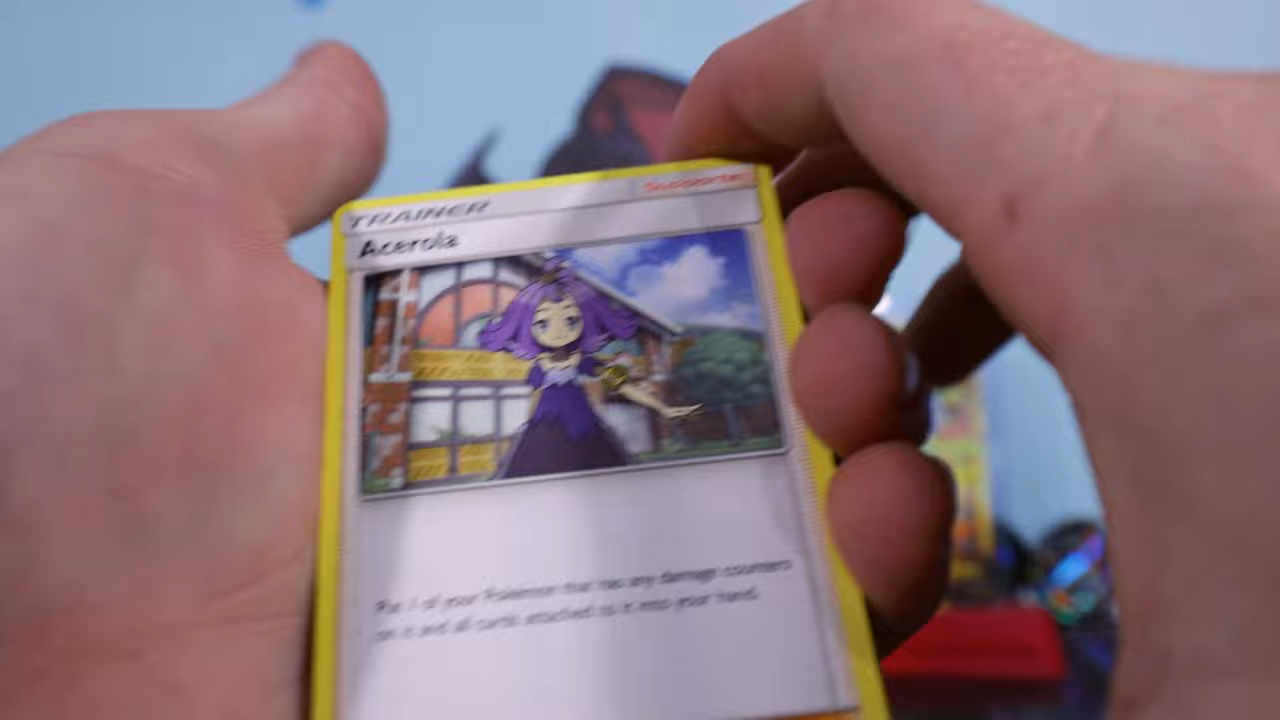 TRAINER
Supporter
Acerola
Put 1 of your Pokémon that has any damage counters
on it and all cards attached to it into your hand.